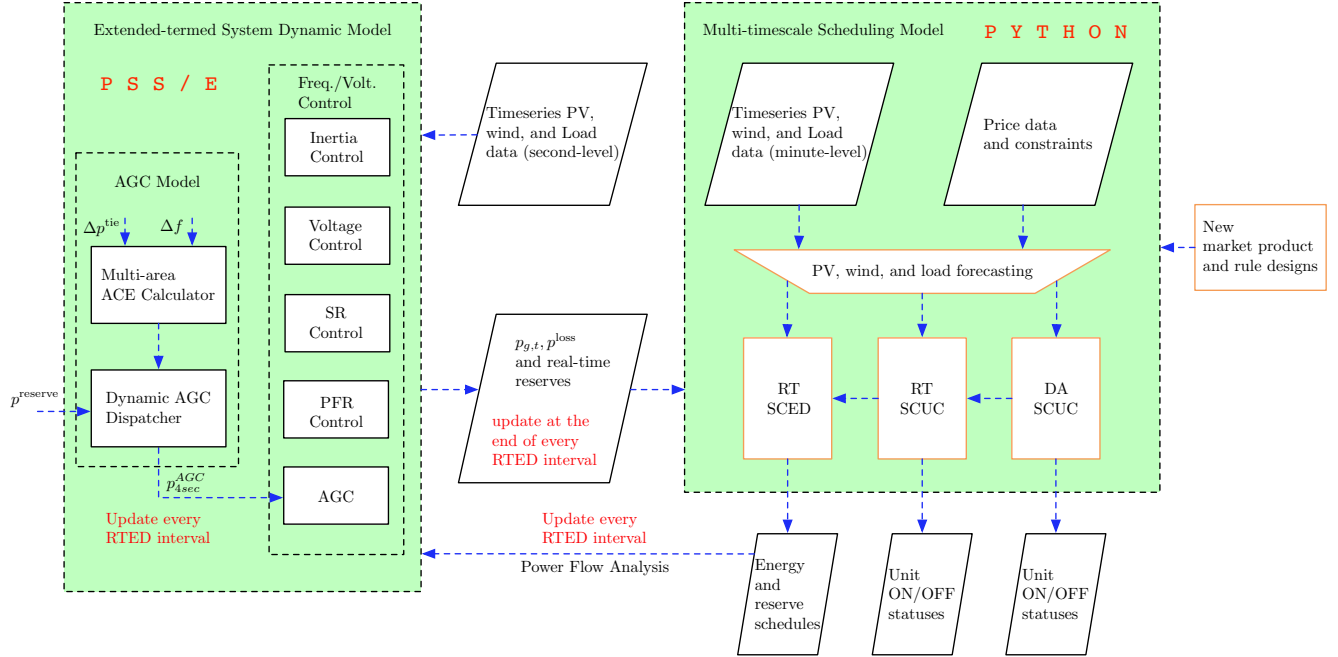 Extended-termed System Dynamic Model
P S S / E
Freq./Volt.
Control
Inertia
Control
Voltage
Control
SR
Control
PFR
Control
AGC
AGC Model
Δp^tie
Δf
Multi-area
ACE Calculator
Dynamic AGC
Dispatcher
p^reserve
p_{4sec}^{AGC}
Update every
RTED interval
Timeseries PV,
wind, and Load
data (second-level)
p_{g,t}, p^loss
and real-time
reserves
update at the
end of every
RTED interval
Update every
RTED interval
Power Flow Analysis
Multi-timescale Scheduling Model
P Y T H O N
Timeseries PV,
wind, and Load
data (minute-level)
Price data
and constraints
PV, wind, and load forecasting
RT
SCED
RT
SCUC
DA
SCUC
Energy
and
reserve
schedules
Unit
ON/OFF
statuses
Unit
ON/OFF
statuses
New
market product
and rule designs